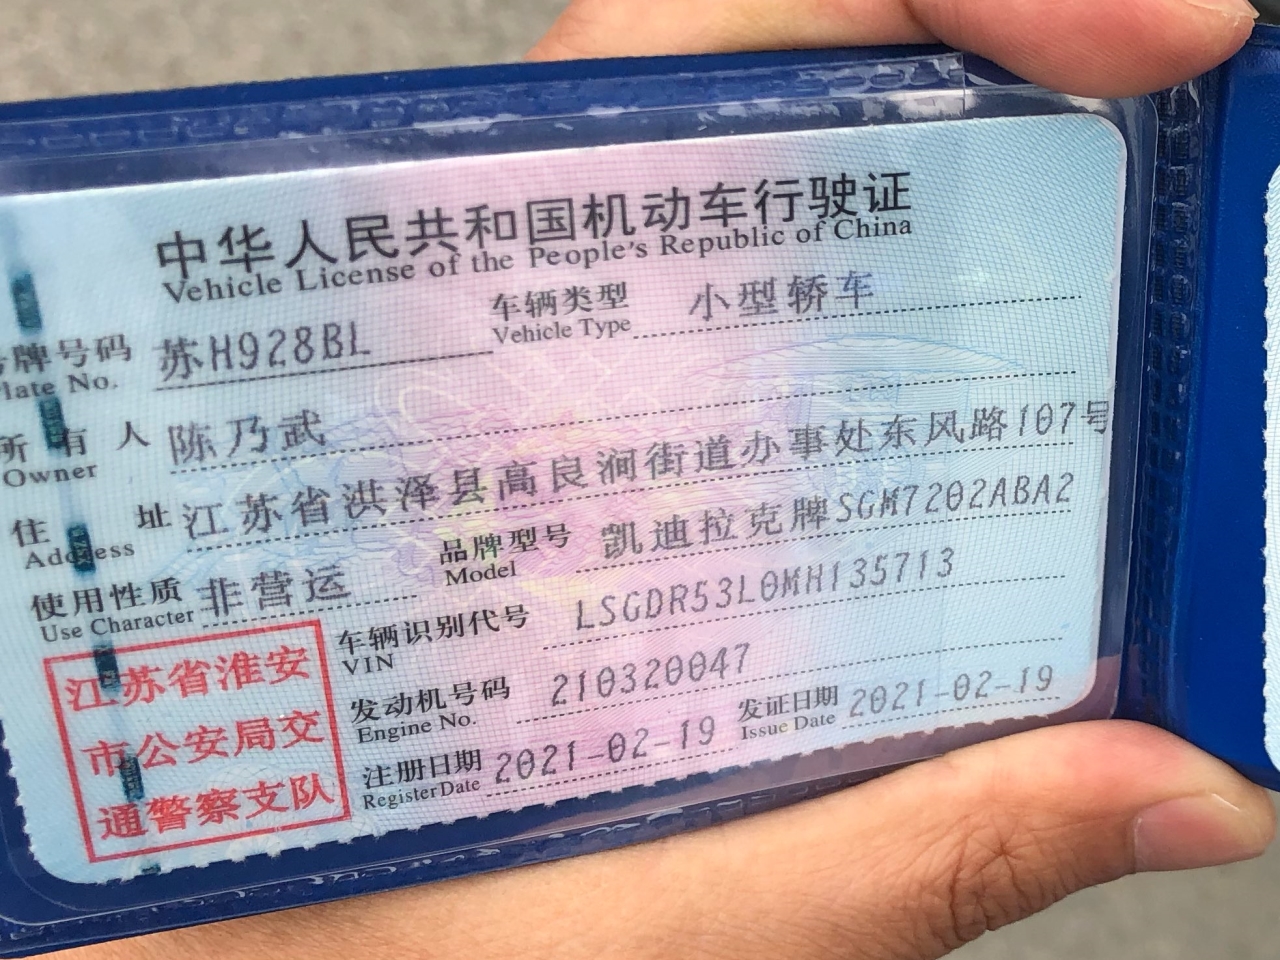 中华人民共和国机动车行驶证
Vehicle License of the People's Republic of China
号牌号码 苏H928BL 车辆类型 小型轿车
Plate No. Vehicle Type
所有人 陈乃武
Owner
住址 江苏省洪泽县高良涧街道办事处东风路107号
Address
使用性质 非营运 品牌型号 凯迪拉克牌SGM7202ABA2
Use Character Model
车辆识别代号 LSGDR53L0MH135713
VIN
发动机号码 210320047
Engine No.
注册日期 2021-02-19 发证日期 2021-02-19
Register Date Issue Date
江苏省淮安
市公安局交
通警察支队